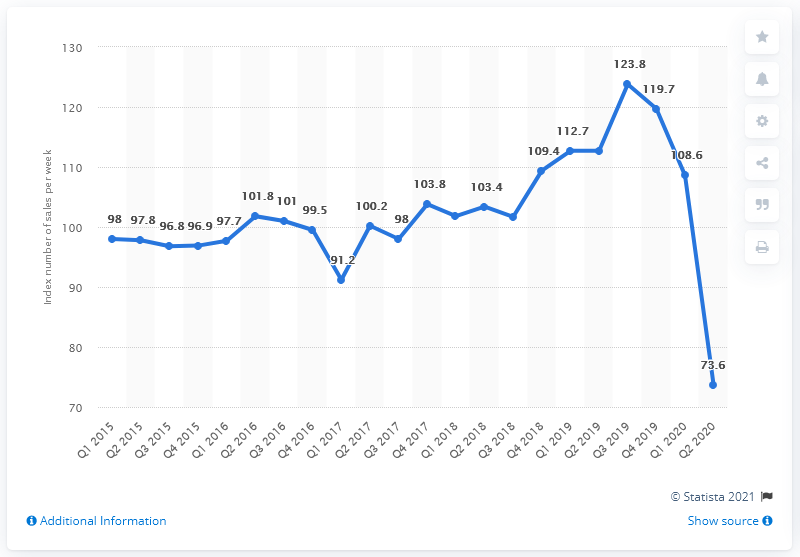 130
120
110
100
90
80
70
Index number of sales per week
98
97.8
96.8
96.9
97.7
101.8
101
99.5
91.2
100.2
98
103.8
103.4
109.4
112.7
123.8
119.7
108.6
73.6
Q1 2015
Q2 2015
Q3 2015
Q4 2015
Q1 2016
Q2 2016
Q3 2016
Q4 2016
Q1 2017
Q2 2017
Q3 2017
Q4 2017
Q1 2018
Q2 2018
Q3 2018
Q4 2018
Q1 2019
Q2 2019
Q3 2019
Q4 2019
Q1 2020
Q2 2020
© Statista 2021
Additional Information
Show source